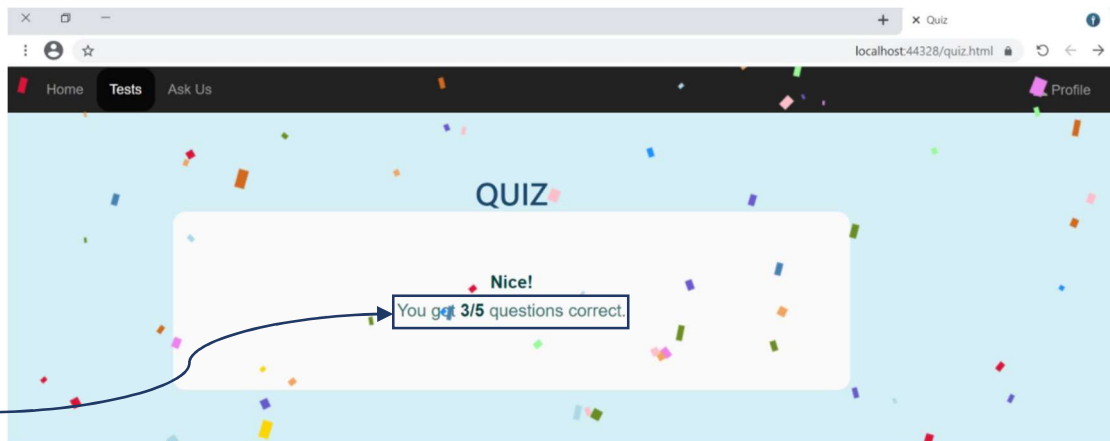 Quiz
localhost:44328/quiz.html
Home Tests Ask Us Profile
QUIZ
Nice!
You got 3/5 questions correct.